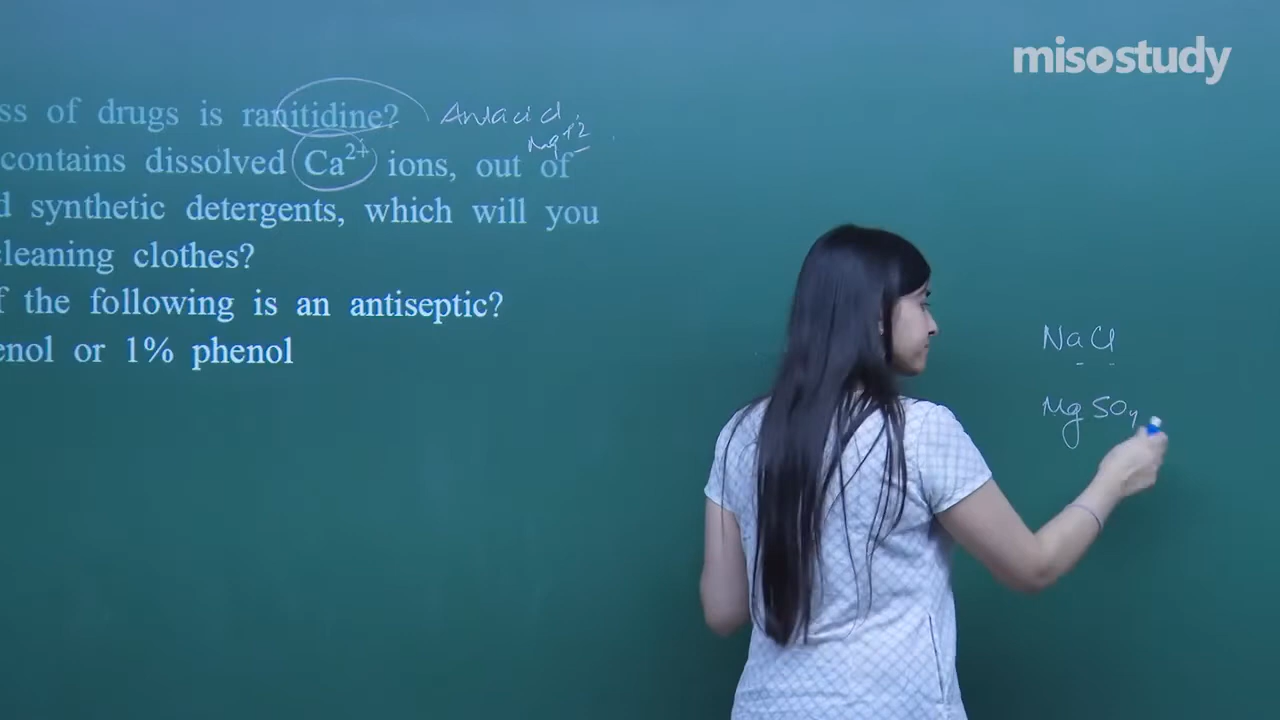 misostudy
ss of drugs is ranitidine? Antacid
Mg+2
contains dissolved Ca2+ ions, out of
d synthetic detergents, which will you
cleaning clothes?
f the following is an antiseptic?
enol or 1% phenol
NaCl
MgSO4